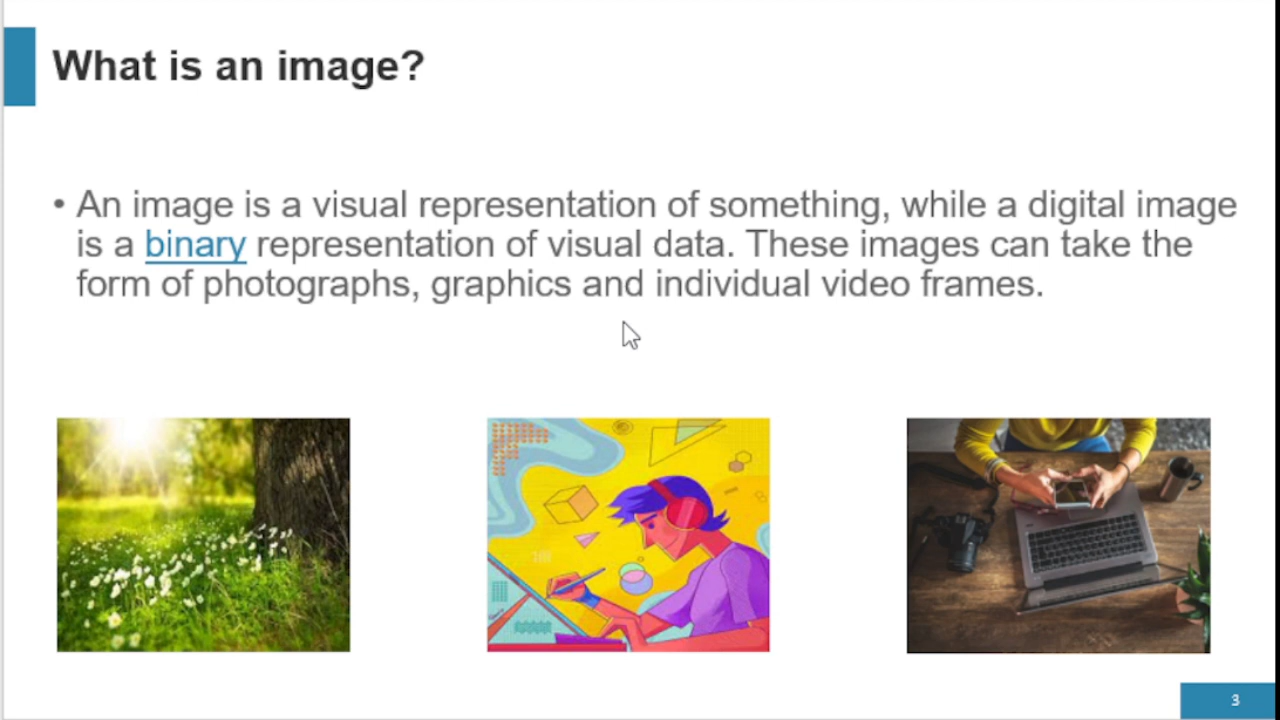 What is an image?
• An image is a visual representation of something, while a digital image
is a binary representation of visual data. These images can take the
form of photographs, graphics and individual video frames.
3